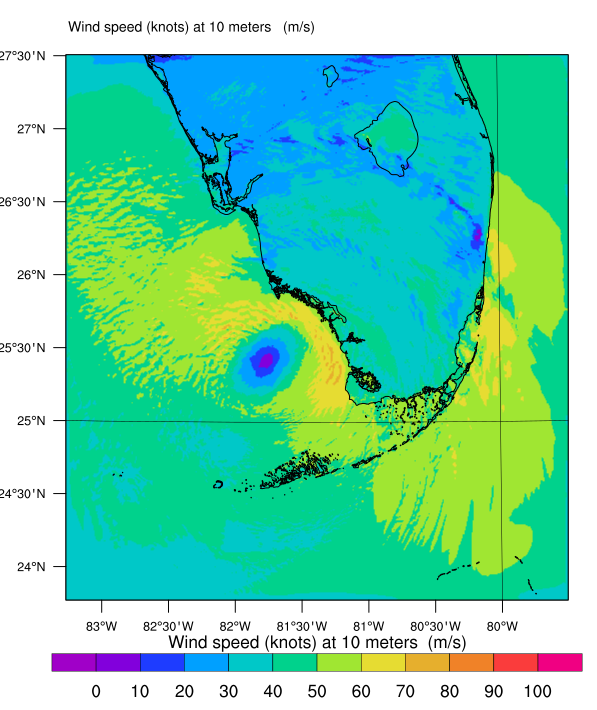 Wind speed (knots) at 10 meters (m/s)
27°30'N
27°N
26°30'N
26°N
25°30'N
25°N
24°30'N
24°N
83°W 82°30'W 82°W 81°30'W 81°W 80°30'W 80°W
Wind speed (knots) at 10 meters (m/s)
0 10 20 30 40 50 60 70 80 90 100